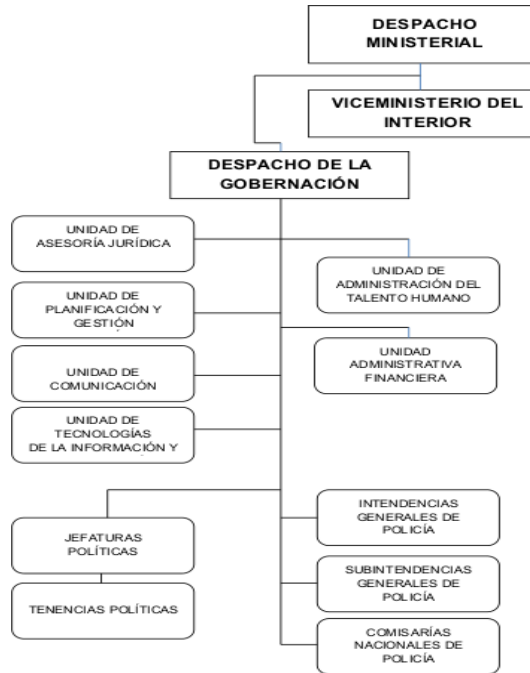 DESPACHO
MINISTERIAL
VICEMINISTERIO DEL
INTERIOR
DESPACHO DE LA
GOBERNACIÓN
UNIDAD DE
ASESORÍA JURÍDICA
UNIDAD DE
ADMINISTRACIÓN DEL
TALENTO HUMANO
UNIDAD DE
PLANIFICACIÓN Y
GESTIÓN
UNIDAD
ADMINISTRATIVA
FINANCIERA
UNIDAD DE
COMUNICACIÓN
UNIDAD DE
TECNOLOGÍAS
DE LA INFORMACIÓN Y
JEFATURAS
POLÍTICAS
TENENCIAS POLÍTICAS
INTENDENCIAS
GENERALES DE
POLICÍA
SUBINTENDENCIAS
GENERALES DE
POLICÍA
COMISARÍAS
NACIONALES DE
POLICÍA